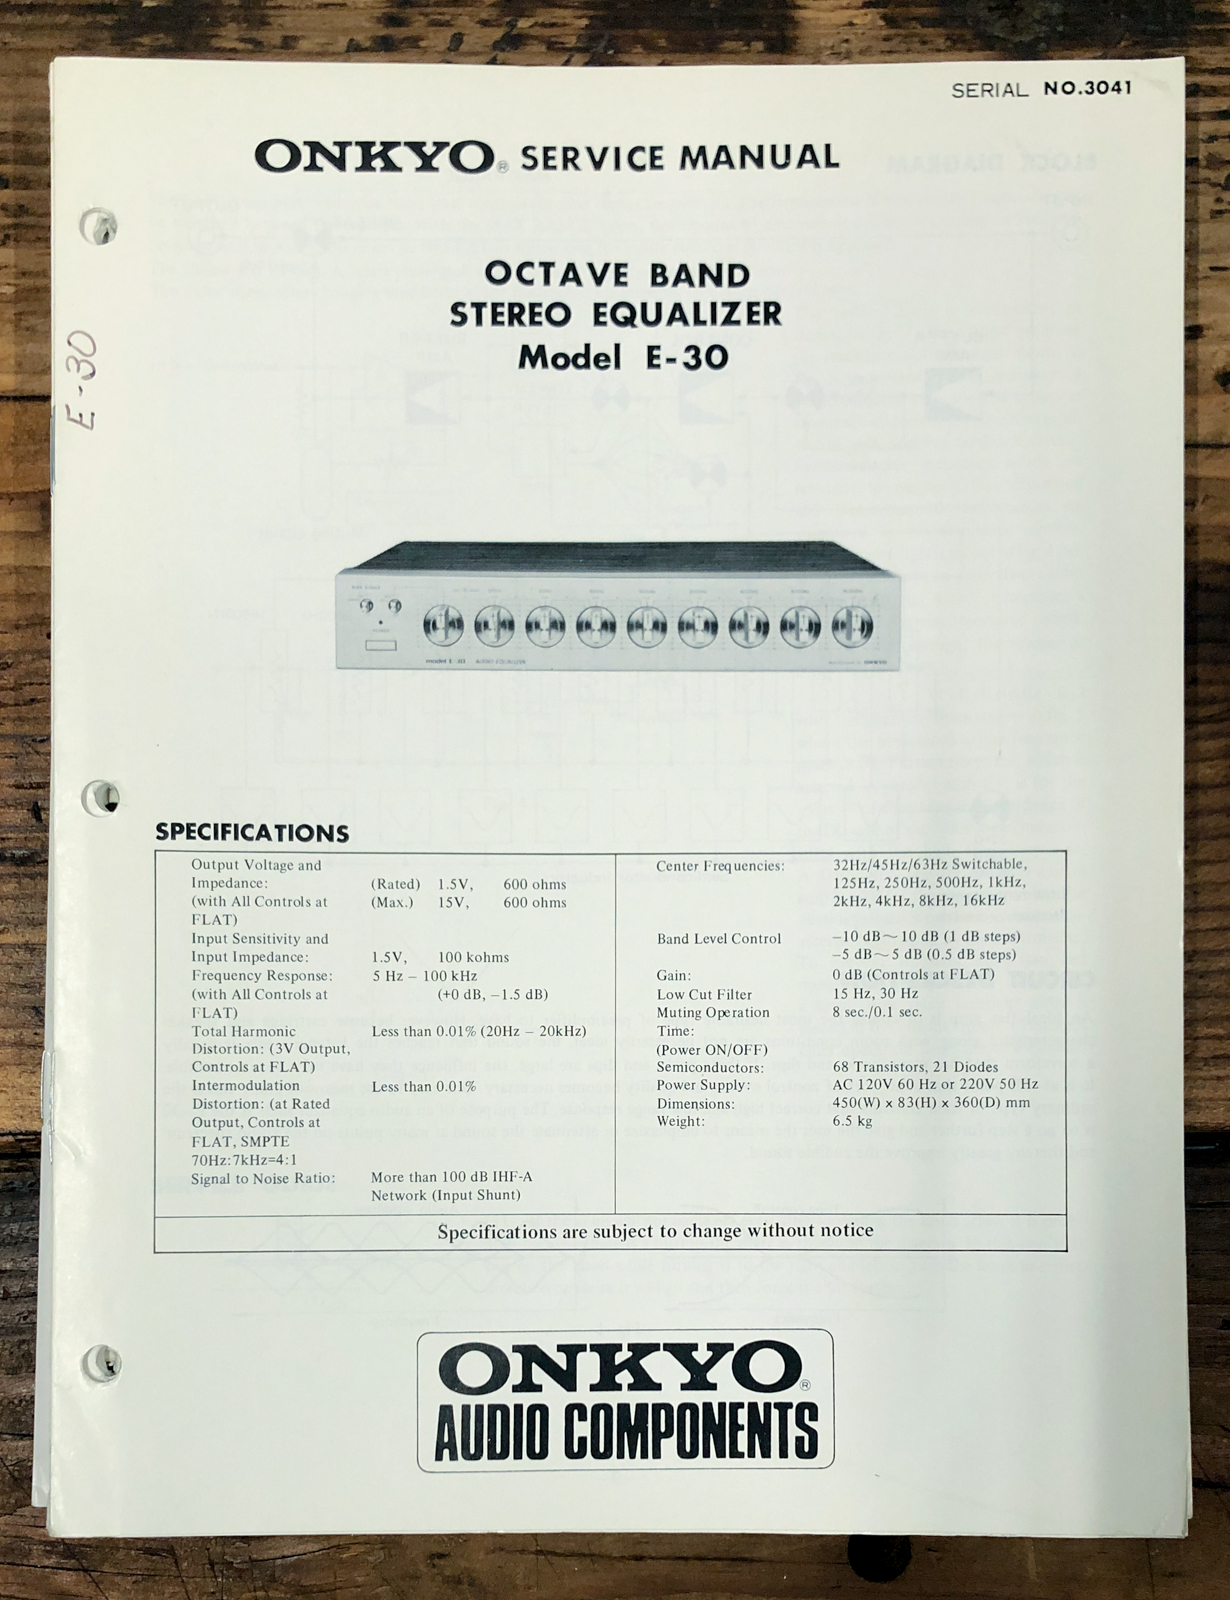 SERIAL NO.3041
ONKYO® SERVICE MANUAL
OCTAVE BAND
STEREO EQUALIZER
Model E-30
E-30
POWER
model E-30 AUDIO EQUALIZER
ONKYO
SPECIFICATIONS
Output Voltage and
Impedance: (Rated) 1.5V, 600 ohms
(with All Controls at (Max.) 15V, 600 ohms
FLAT)
Input Sensitivity and
Input Impedance: 1.5V, 100 kohms
Frequency Response: 5 Hz – 100 kHz
(with All Controls at (+0 dB, –1.5 dB)
FLAT)
Total Harmonic Less than 0.01% (20Hz – 20kHz)
Distortion: (3V Output,
Controls at FLAT)
Intermodulation Less than 0.01%
Distortion: (at Rated
Output, Controls at
FLAT, SMPTE
70Hz:7kHz=4:1
Signal to Noise Ratio: More than 100 dB IHF-A
Network (Input Shunt)
Center Frequencies: 32Hz/45Hz/63Hz Switchable,
125Hz, 250Hz, 500Hz, 1kHz,
2kHz, 4kHz, 8kHz, 16kHz
Band Level Control –10 dB～10 dB (1 dB steps)
–5 dB～5 dB (0.5 dB steps)
Gain: 0 dB (Controls at FLAT)
Low Cut Filter 15 Hz, 30 Hz
Muting Operation 8 sec./0.1 sec.
Time:
(Power ON/OFF)
Semiconductors: 68 Transistors, 21 Diodes
Power Supply: AC 120V 60 Hz or 220V 50 Hz
Dimensions: 450(W) x 83(H) x 360(D) mm
Weight: 6.5 kg
Specifications are subject to change without notice
ONKYO®
AUDIO COMPONENTS